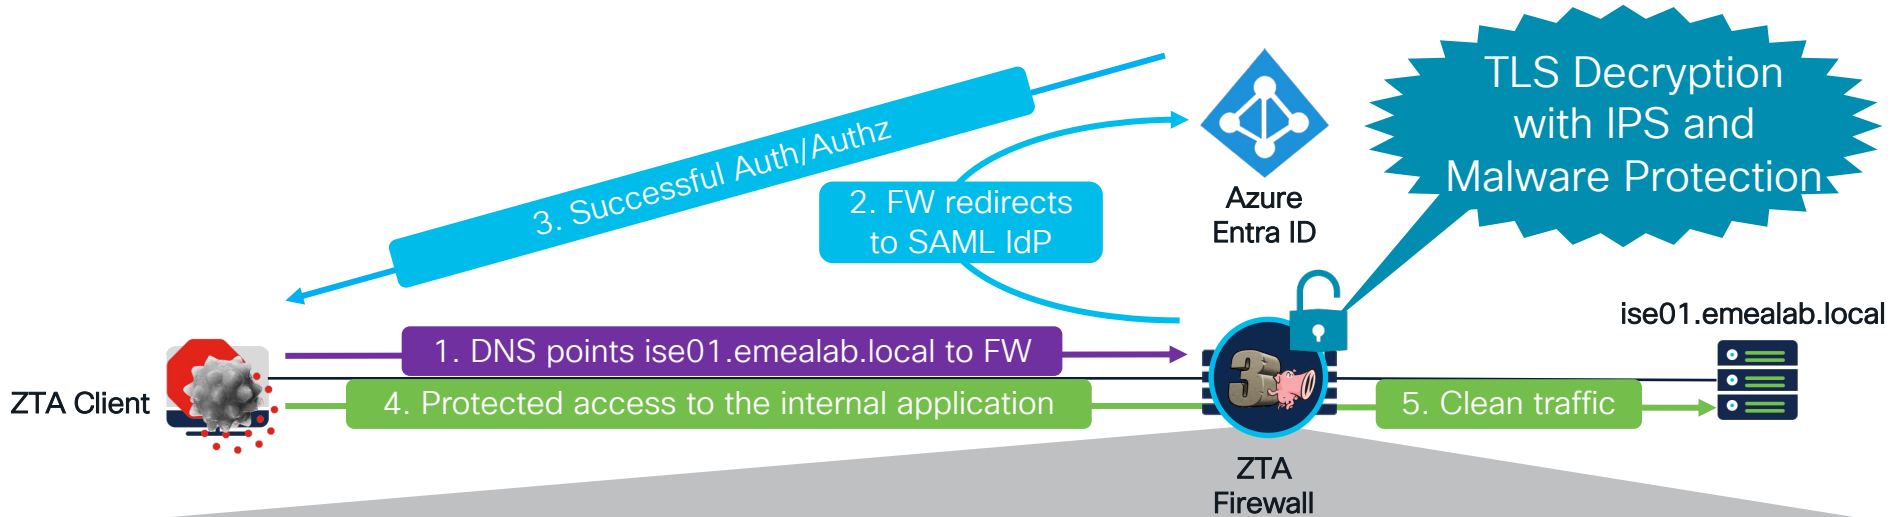 TLS Decryption
with IPS and
Malware Protection
3. Successful Auth/Authz
2. FW redirects
to SAML IdP
Azure
Entra ID
ise01.emealab.local
1. DNS points ise01.emealab.local to FW
ZTA Client
4. Protected access to the internal application
3
5. Clean traffic
ZTA
Firewall